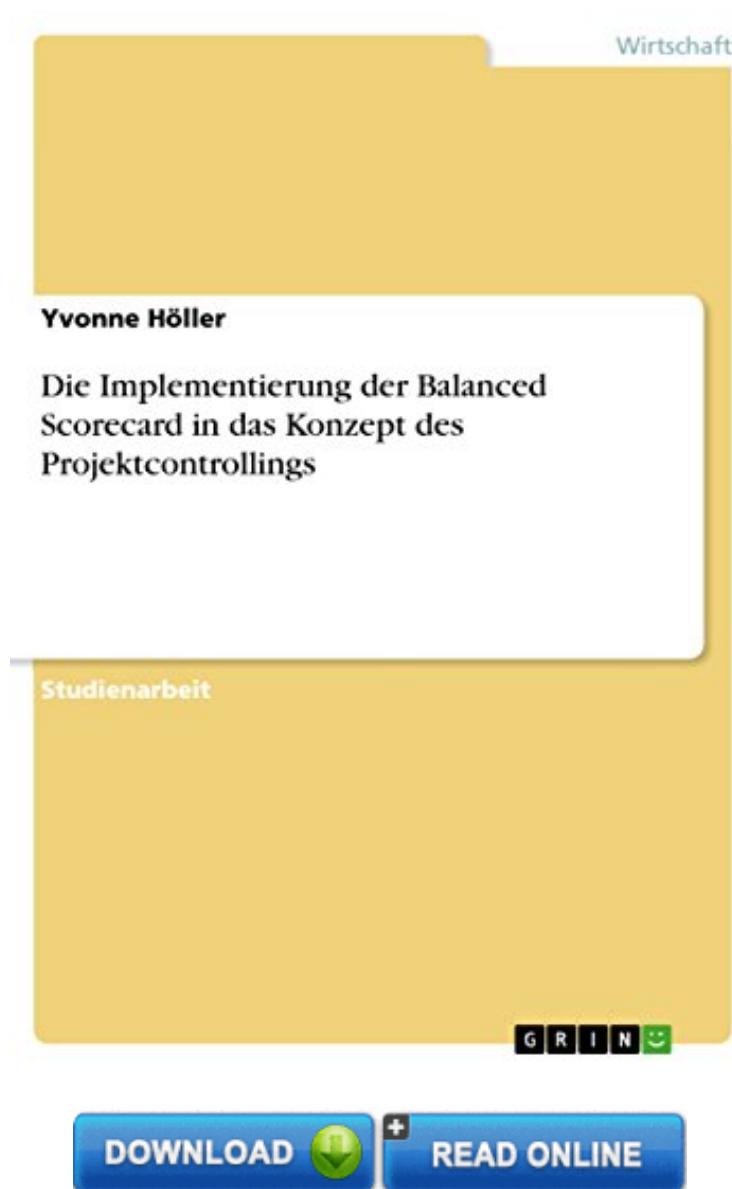 Wirtschaft
Yvonne Höller
Die Implementierung der Balanced
Scorecard in das Konzept des
Projektcontrollings
Studienarbeit
GRIN
DOWNLOAD READ ONLINE